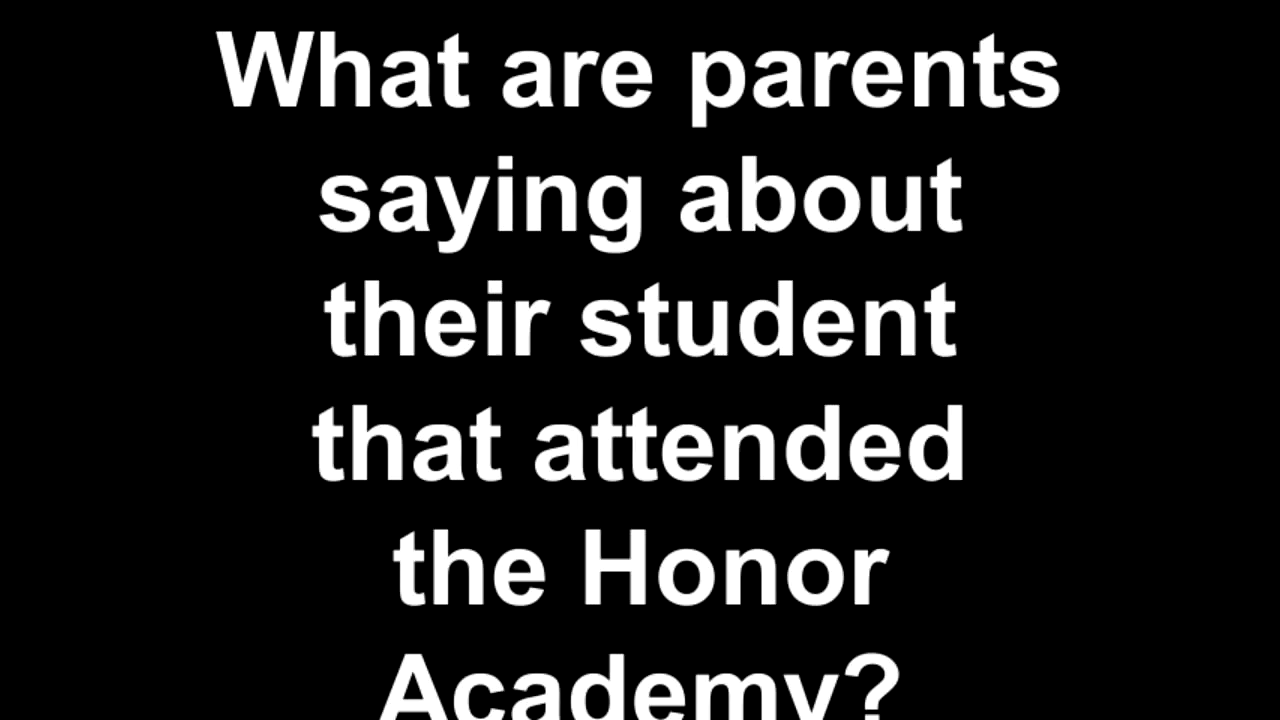 What are parents
saying about
their student
that attended
the Honor
Academy?